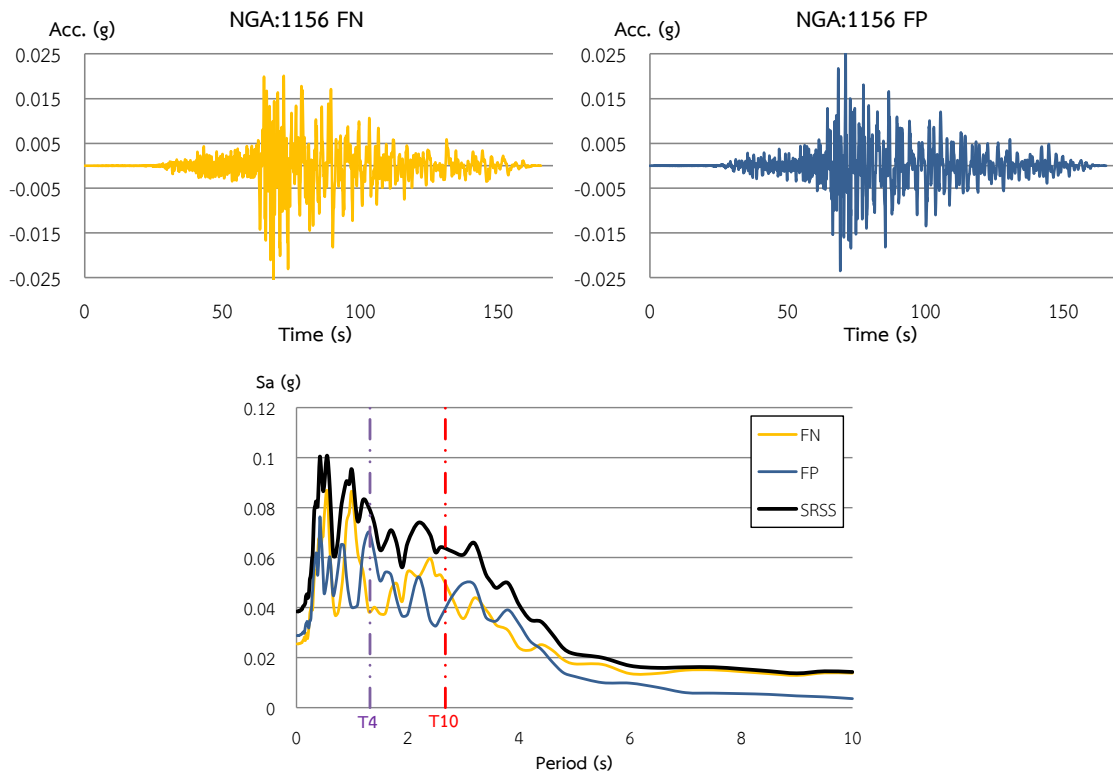 NGA:1156 FN
Acc. (g)
0.025
0.015
0.005
-0.005
-0.015
-0.025
0 50 100 150
Time (s)
NGA:1156 FP
Acc. (g)
0.025
0.015
0.005
-0.005
-0.015
-0.025
0 50 100 150
Time (s)
Sa (g)
0.12
0.1
0.08
0.06
0.04
0.02
0
FN
FP
SRSS
T4 T10
0 2 4 6 8 10
Period (s)